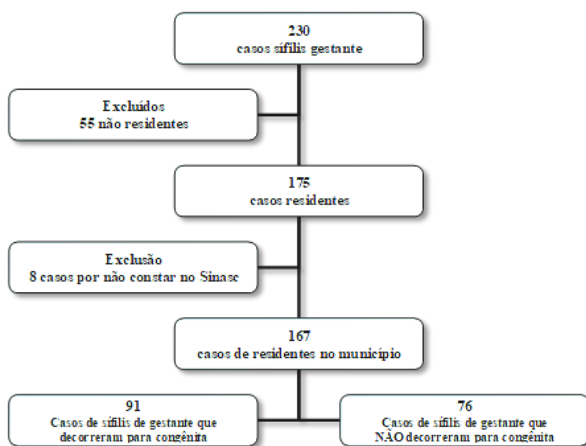 230
casos sífilis gestante
Excluídos
55 não residentes
175
casos residentes
Exclusão
8 casos por não constar no Sinasc
167
casos de residentes no município
91
Casos de sífilis de gestante que
decorreram para congênita
76
Casos de sífilis de gestante que
NÃO decorreram para congênita